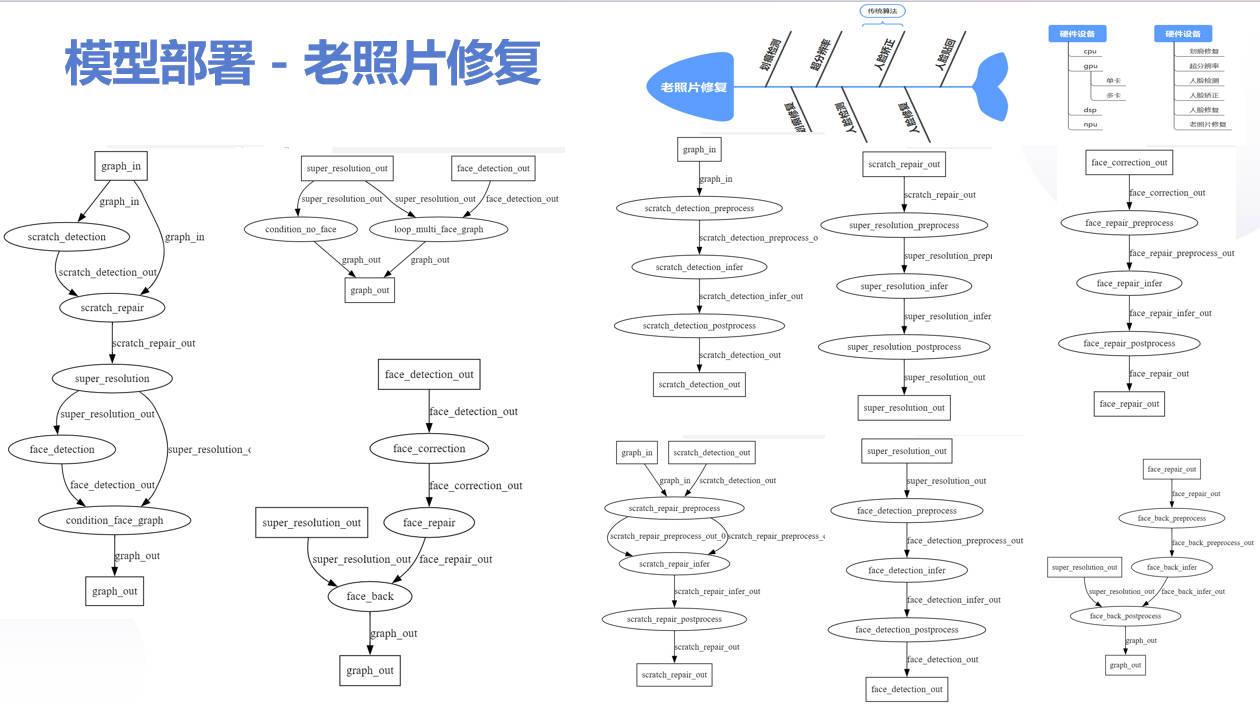 模型部署 - 老照片修复
传统算法
老照片修复
划痕检测
超分辨率
人脸矫正
人脸贴回
划痕修复
人脸检测
人脸修复
硬件设备
cpu
gpu
单卡
多卡
dsp
npu
硬件设备
划痕修复
超分辨率
人脸检测
人脸矫正
人脸修复
老照片修复
graph_in
graph_in
graph_in
scratch_detection
scratch_detection_out
scratch_repair
scratch_repair_out
super_resolution
super_resolution_out
super_resolution_
face_detection
face_detection_out
condition_face_graph
graph_out
graph_out
super_resolution_out
face_detection_out
super_resolution_out
super_resolution_out
face_detection_out
condition_no_face
loop_multi_face_graph
graph_out
graph_out
graph_out
face_detection_out
face_detection_out
face_correction
face_correction_out
super_resolution_out
face_repair
super_resolution_out
face_repair_out
face_back
graph_out
graph_out
graph_in
graph_in
scratch_detection_preprocess
scratch_detection_preprocess_o
scratch_detection_infer
scratch_detection_infer_out
scratch_detection_postprocess
scratch_detection_out
scratch_detection_out
scratch_repair_out
scratch_repair_out
super_resolution_preprocess
super_resolution_prepr
super_resolution_infer
super_resolution_infer
super_resolution_postprocess
super_resolution_out
super_resolution_out
face_correction_out
face_correction_out
face_repair_preprocess
face_repair_preprocess_out
face_repair_infer
face_repair_infer_out
face_repair_postprocess
face_repair_out
face_repair_out
graph_in
scratch_detection_out
graph_in
scratch_detection_out
scratch_repair_preprocess
scratch_repair_preprocess_out_0
scratch_repair_preprocess_
scratch_repair_infer
scratch_repair_infer_out
scratch_repair_postprocess
scratch_repair_out
scratch_repair_out
super_resolution_out
super_resolution_out
face_detection_preprocess
face_detection_preprocess_out
face_detection_infer
face_detection_infer_out
face_detection_postprocess
face_detection_out
face_detection_out
face_repair_out
face_repair_out
face_back_preprocess
face_back_preprocess_out
super_resolution_out
face_back_infer
super_resolution_out
face_back_infer_out
face_back_postprocess
graph_out
graph_out